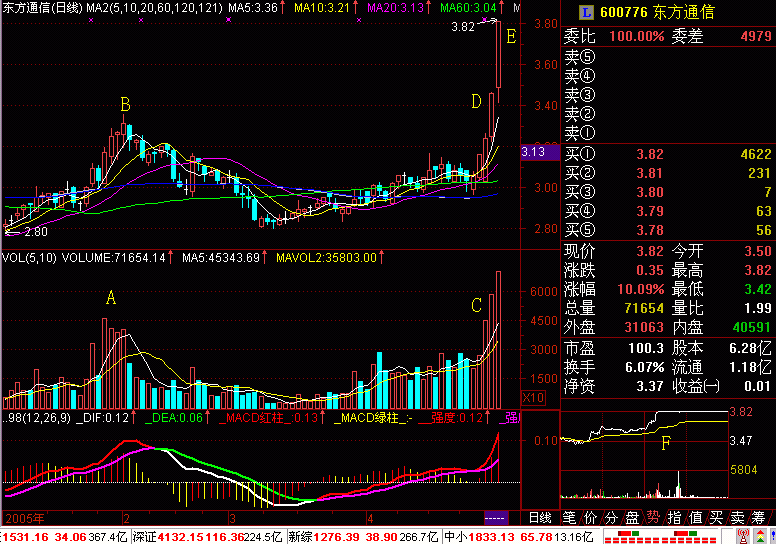 东方通信(日线) MA2(5,10,20,60,120,121) MA5:3.36↑ MA10:3.21↑ MA20:3.13↑ MA60:3.04↑ M
L 600776 东方通信
委比 100.00% 委差 4979
卖⑤
卖④
卖③
卖②
卖①
买① 3.82 4622
买② 3.81 231
买③ 3.80 7
买④ 3.79 63
买⑤ 3.78 56
现价 3.82 今开 3.50
涨跌 0.35 最高 3.82
涨幅 10.09% 最低 3.42
总量 71654 量比 1.99
外盘 31063 内盘 40591
市盈 100.3 股本 6.28亿
换手 6.07% 流通 1.18亿
净资 3.37 收益㈠ 0.01
3.82
E
B
D
2.80
3.80
3.60
3.40
3.13
3.00
2.80
VOL(5,10) VOLUME:71654.14↑ MA5:45343.69↑ MAVOL2:35803.00↑
A
C
6000
4500
3000
1500
X10
..98(12,26,9) _DIF:0.12↑ _DEA:0.06↑ _MACD红柱_:0.13↑ _MACD绿柱_:- 强度:0.12↑ _强
0.10
3.82
3.47
F
5804
2005年 2 3 4 日线
笔 价 分 盘 势 指 值 买 卖 筹
1531.16 34.06 367.4亿 深证 4132.15 116.36 224.5亿 新综 1276.39 38.90 266.7亿 中小 1833.13 65.78 13.16亿